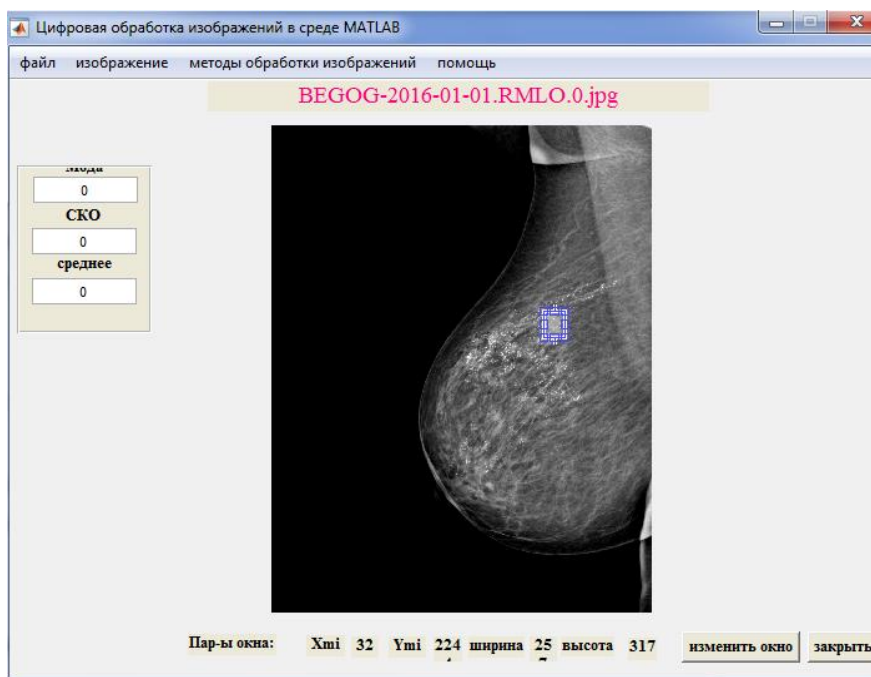 Цифровая обработка изображений в среде MATLAB
файл изображение методы обработки изображений помощь
BEGOG-2016-01-01.RMLO.0.jpg
Мода
0
СКО
0
среднее
0
Пар-ы окна: Xmi 32 Ymi 224 ширина 25 высота 317 изменить окно закрыть